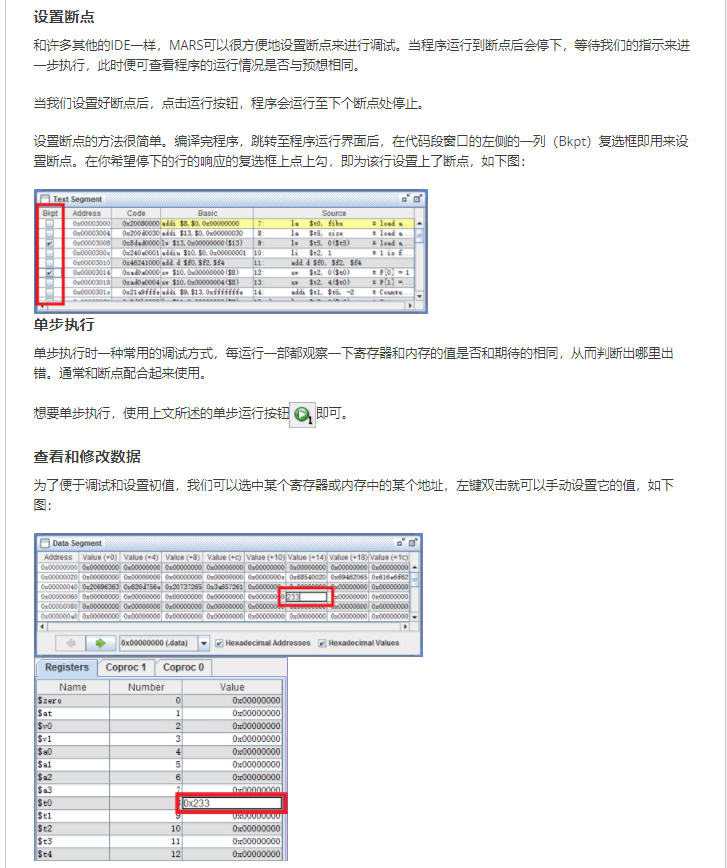 设置断点
和许多其他的IDE一样，MARS可以很方便地设置断点来进行调试。当程序运行到断点后会停下，等待我们的指示来进
一步执行，此时便可查看程序的运行情况是否与预想相同。
当我们设置好断点后，点击运行按钮，程序会运行至下个断点处停止。
设置断点的方法很简单。编译完程序，跳转至程序运行界面后，在代码段窗口的左侧的一列（Bkpt）复选框即用来设
置断点。在你希望停下的行的响应的复选框上点上勾，即为该行设置上了断点，如下图：
Text Segment
Bkpt Address Code Basic Source
0x00003000 0x20080000 addi $8,$0,0x00000000 7: la $t0, fibs
0x00003004 0x200d0030 addi $13,$0,0x00000030 8: la $t5, size
0x00003008 0x8dad0000 lw $13,0x00000000($13) 9: lw $t5, 0($t5)
0x0000300c 0x240a0001 addiu $10,$0,0x00000001 10: li $t2, 1
0x00003010 0x46241000 add.d $f0,$f2,$f4 11: add.d $f0, $f2, $f4
0x00003014 0xad0a0000 sw $10,0x00000000($8) 12: sw $t2, 0($t0) # F[0] = 1
0x00003018 0xad0a0004 sw $10,0x00000004($8) 13: sw $t2, 4($t0) # F[1] =
0x0000301c 0x21a9fffe addi $9,$13,0xfffffffe 14: addi $t1, $t5, -2 # Counte...
单步执行
单步执行时一种常用的调试方式，每运行一部都观察一下寄存器和内存的值是否和期待的相同，从而判断出哪里出
错。通常和断点配合起来使用。
想要单步执行，使用上文所述的单步运行按钮1即可。
查看和修改数据
为了便于调试和设置初值，我们可以选中某个寄存器或内存中的某个地址，左键双击就可以手动设置它的值，如下
图：
Data Segment
Address Value (+0) Value (+4) Value (+8) Value (+c) Value (+10) Value (+14) Value (+18) Value (+1c)
0x00000000 0x00000000 0x00000000 0x00000000 0x00000000 0x00000000 0x00000000 0x00000000 0x00000000
0x00000020 0x00000000 0x00000000 0x00000000 0x00000000 0x68540020 0x69462065
0x00000040 0x20696363 0x20737265
0x00000060 0x00000000 0x00000000 0x00000000 0x00000000 233 0x00000000 0x00000000
0x00000080 0x00000000 0x00000000 0x00000000 0x00000000 0x00000000 0x00000000 0x00000000 0x00000000
0x000000a0 0x00000000 0x00000000 0x00000000 0x00000000 0x00000000 0x00000000 0x00000000 0x00000000
0x00000000 (.data) Hexadecimal Addresses Hexadecimal Values
Registers Coproc 1 Coproc 0
Name Number Value
$zero 0 0x00000000
$at 1 0x00000000
$v0 2 0x00000000
$v1 3 0x00000000
$a0 4 0x00000000
$a1 5 0x00000000
$a2 6 0x00000000
$a3 7 0x00000000
$t0 8 0x233
$t1 9 0x00000000
$t2 10 0x00000000
$t3 11 0x00000000
$t4 12 0x00000000